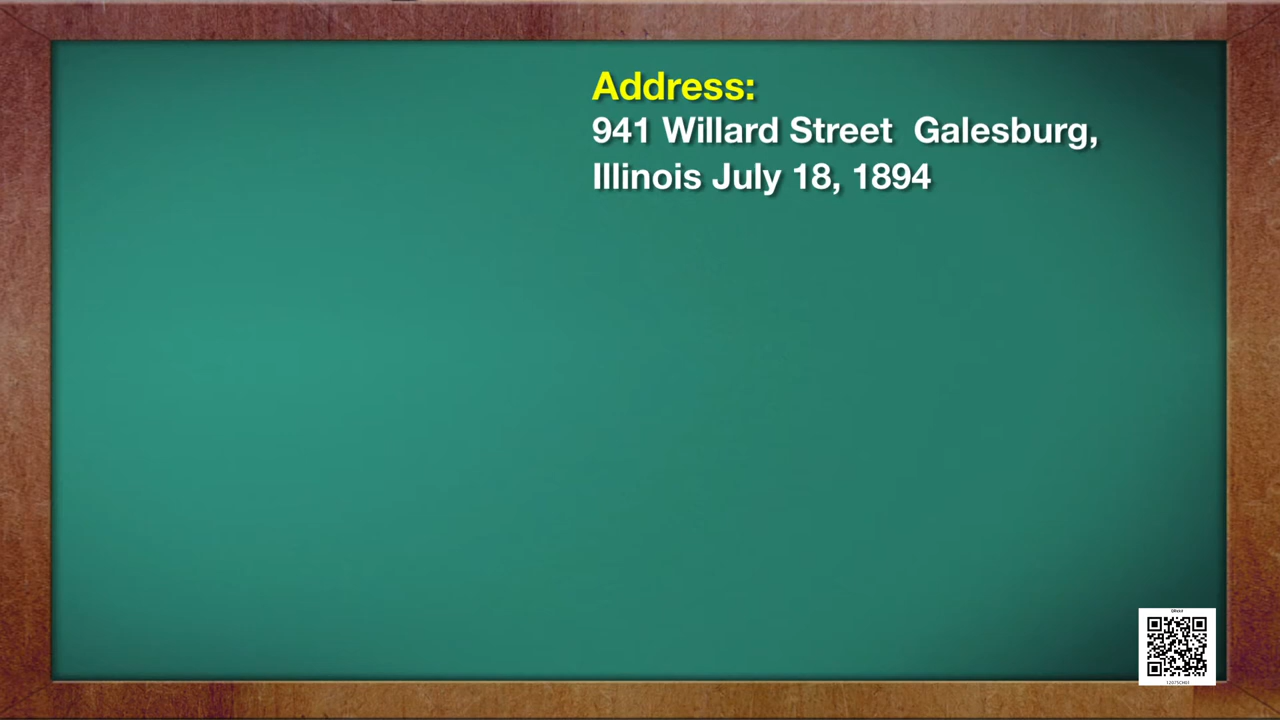 Address:
941 Willard Street  Galesburg,
Illinois July 18, 1894